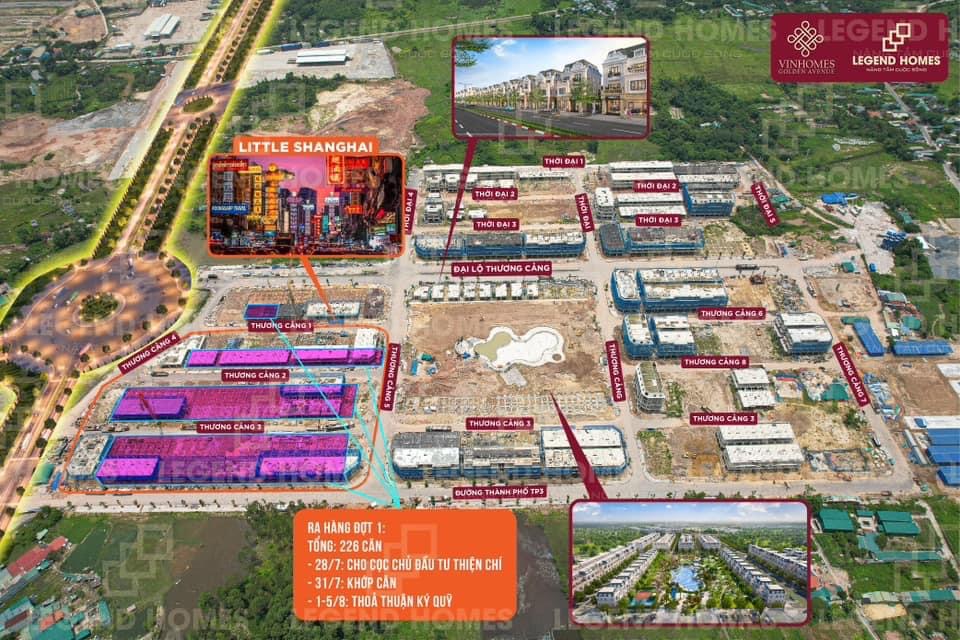 VINHOMES
GOLDEN AVENUE
LEGEND HOMES
NÂNG TẦM CUỘC SỐNG
LITTLE SHANGHAI
THỜI ĐẠI 1
THỜI ĐẠI 2
THỜI ĐẠI 2
THỜI ĐẠI 3
THỜI ĐẠI 3
THỜI ĐẠI 4
THỜI ĐẠI
THỜI ĐẠI 5
ĐẠI LỘ THƯƠNG CẢNG
THƯƠNG CẢNG 1
THƯƠNG CẢNG 6
THƯƠNG CẢNG 4
THƯƠNG CẢNG 2
THƯƠNG CẢNG 5
THƯƠNG CẢNG
THƯƠNG CẢNG 8
THƯƠNG CẢNG 7
THƯƠNG CẢNG 3
THƯƠNG CẢNG 3
THƯƠNG CẢNG 3
ĐƯỜNG THÀNH PHỐ TP3
RA HÀNG ĐỢT 1:
TỔNG: 226 CĂN
- 28/7: CHO CỌC CHỦ ĐẦU TƯ THIỆN CHÍ
- 31/7: KHỚP CĂN
- 1-5/8: THOẢ THUẬN KÝ QUỸ
LEGEND HOMES